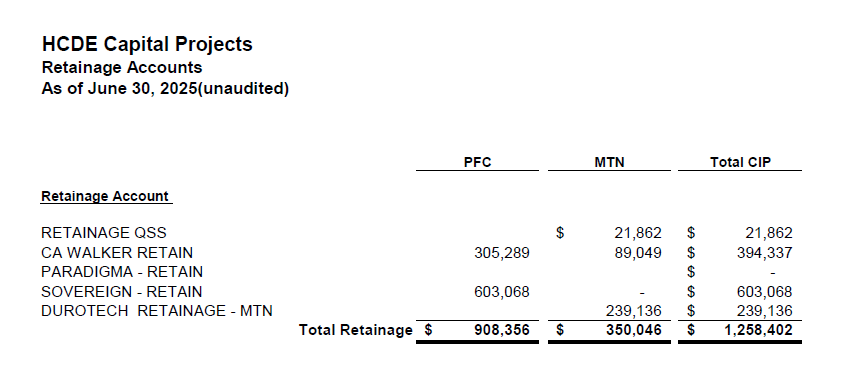 HCDE Capital Projects
Retainage Accounts
As of June 30, 2025(unaudited)
PFC MTN Total CIP
Retainage Account
RETAINAGE QSS $ 21,862 $ 21,862
CA WALKER RETAIN 305,289 89,049 $ 394,337
PARADIGMA - RETAIN $ -
SOVEREIGN - RETAIN 603,068 - $ 603,068
DUROTECH RETAINAGE - MTN 239,136 $ 239,136
Total Retainage $ 908,356 $ 350,046 $ 1,258,402